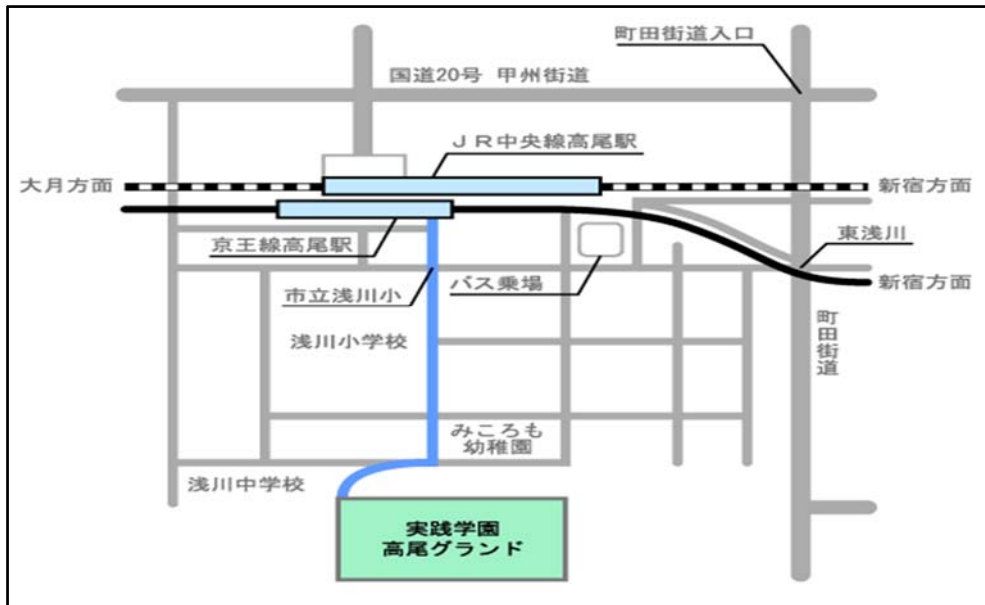 町田街道入口
国道20号 甲州街道
ＪＲ中央線高尾駅
大月方面
新宿方面
京王線高尾駅
東浅川
市立浅川小
バス乗場
新宿方面
浅川小学校
町田街道
みころも
幼稚園
浅川中学校
実践学園
高尾グランド